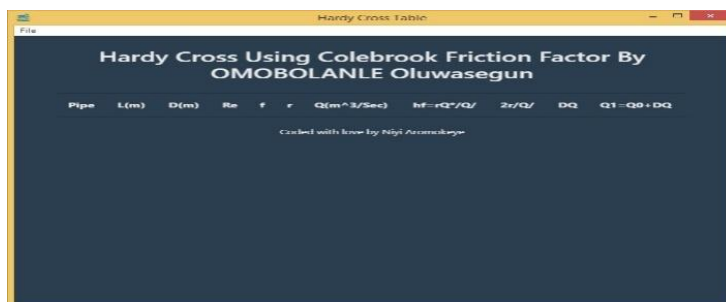 Hardy Cross Table
File
Hardy Cross Using Colebrook Friction Factor By
OMOBOLANLE Oluwasegun
Pipe L(m) D(m) Re f r Q(m^3/Sec) hf=rQ*/Q/ 2r/Q/ DQ Q1=Q0+DQ
Coded with love by Niyi Aromokeye